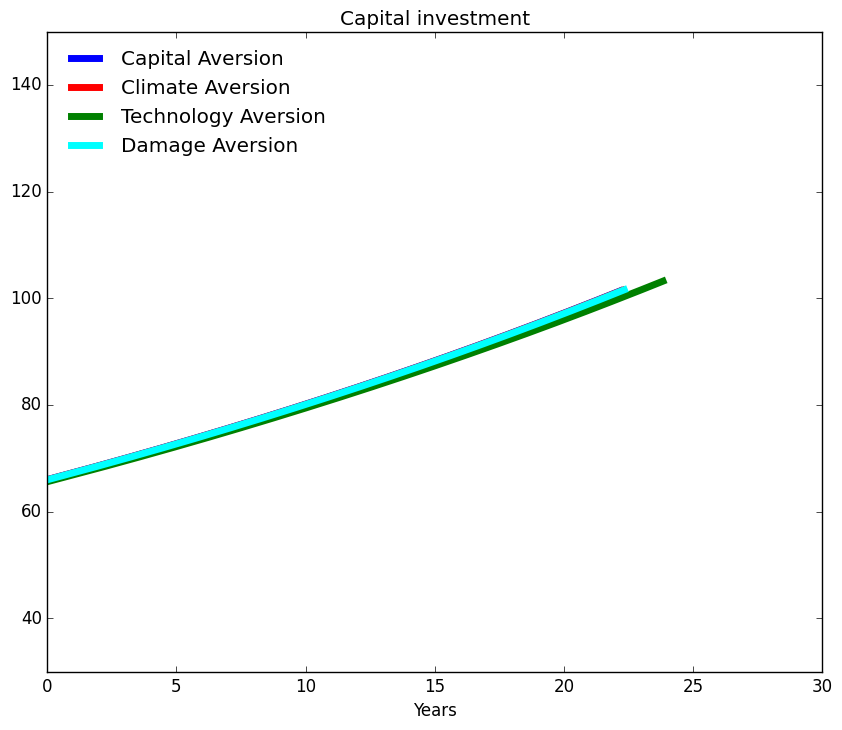 Capital investment
Capital Aversion
Climate Aversion
Technology Aversion
Damage Aversion
140
120
100
80
60
40
0 5 10 15 20 25 30
Years